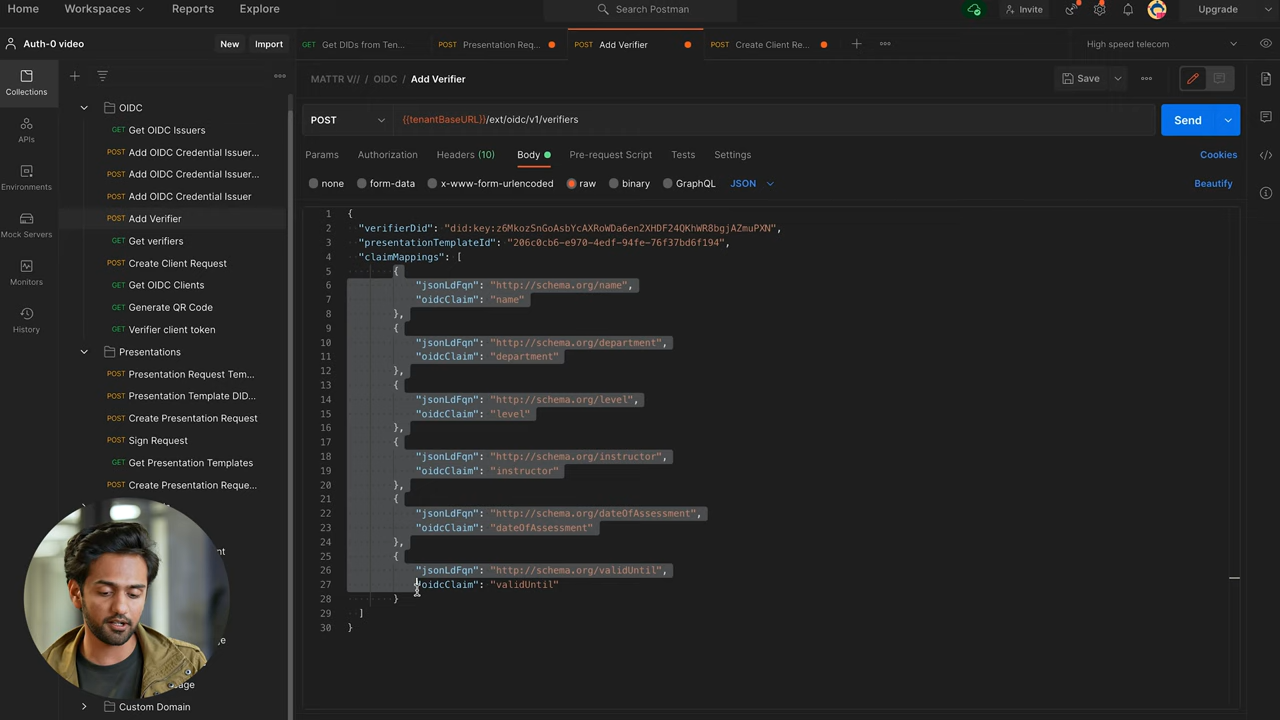 Home Workspaces Reports Explore Search Postman Invite Upgrade
Auth-0 video New Import
GET Get DIDs from Ten... POST Presentation Req... POST Add Verifier POST Create Client Re... High speed telecom
MATTR V// / OIDC / Add Verifier Save
POST {{tenantBaseURL}}/ext/oidc/v1/verifiers Send
Params Authorization Headers (10) Body Pre-request Script Tests Settings Cookies
none form-data x-www-form-urlencoded raw binary GraphQL JSON Beautify
Collections
APIs
Environments
Mock Servers
Monitors
History
OIDC
GET Get OIDC Issuers
POST Add OIDC Credential Issuer...
POST Add OIDC Credential Issuer...
POST Add OIDC Credential Issuer
POST Add Verifier
GET Get verifiers
POST Create Client Request
GET Get OIDC Clients
GET Generate QR Code
GET Verifier client token
Presentations
POST Presentation Request Tem...
POST Presentation Template DID...
POST Create Presentation Request
POST Sign Request
GET Get Presentation Templates
POST Create Presentation Reque...
Custom Domain
1 {
2 "verifierDid": "did:key:z6MkozSnGoAsbYcAXRoWDa6en2XHDF24QKhWR8bgjAZmuPXN",
3 "presentationTemplateId": "206c0cb6-e970-4edf-94fe-76f37bd6f194",
4 "claimMappings": [
5 {
6 "jsonLdFqn": "http://schema.org/name",
7 "oidcClaim": "name"
8 },
9 {
10 "jsonLdFqn": "http://schema.org/department",
11 "oidcClaim": "department"
12 },
13 {
14 "jsonLdFqn": "http://schema.org/level",
15 "oidcClaim": "level"
16 },
17 {
18 "jsonLdFqn": "http://schema.org/instructor",
19 "oidcClaim": "instructor"
20 },
21 {
22 "jsonLdFqn": "http://schema.org/dateOfAssessment",
23 "oidcClaim": "dateOfAssessment"
24 },
25 {
26 "jsonLdFqn": "http://schema.org/validUntil",
27 "oidcClaim": "validUntil"
28 }
29 ]
30 }